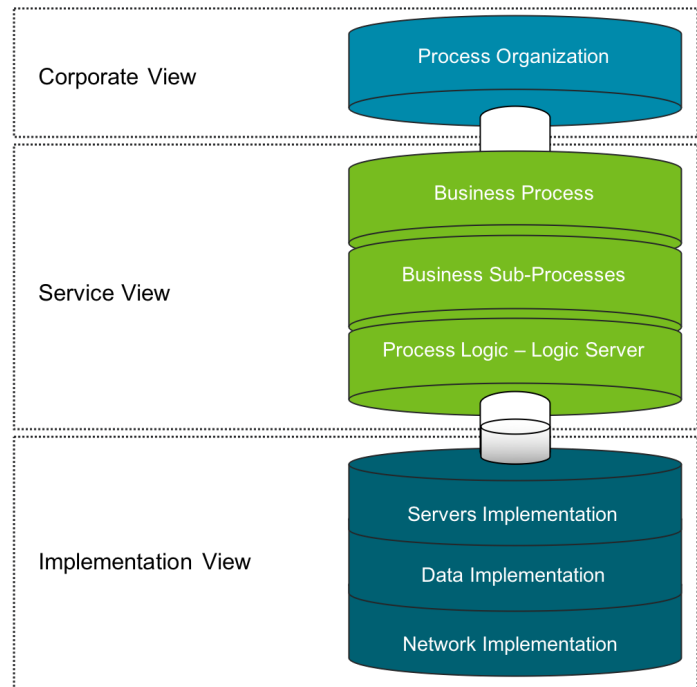 Process Organization
Corporate View
Business Process
Business Sub-Processes
Service View
Process Logic – Logic Server
Servers Implementation
Implementation View
Data Implementation
Network Implementation